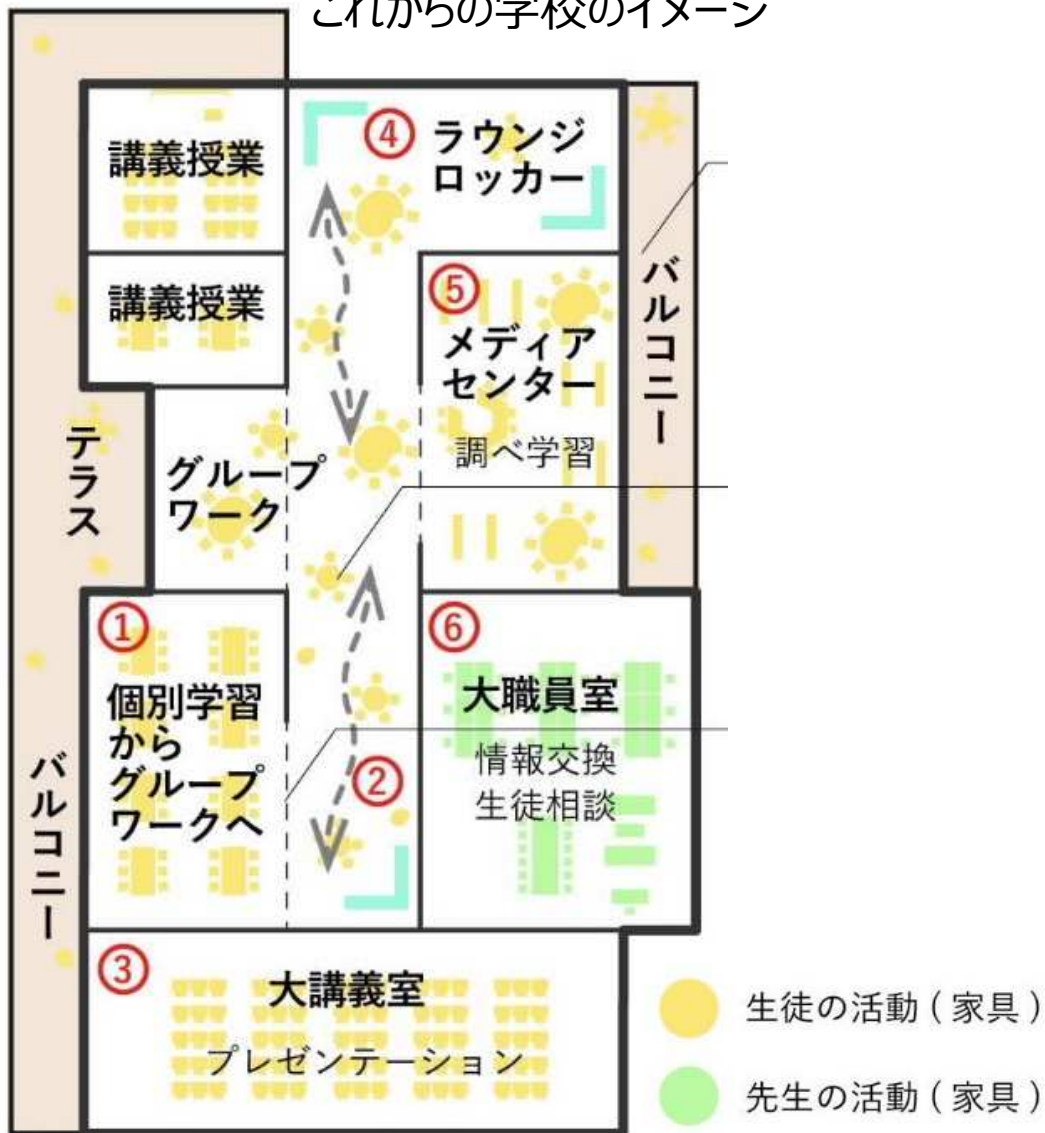 これからの学校のイメージ
講義授業
④
ラウンジ
ロッカー
講義授業
⑤
メディア
センター
調べ学習
バルコニー
テラス
グループ
ワーク
①
個別学習
から
グループ
ワークへ
②
⑥
大職員室
情報交換
生徒相談
バルコニー
③
大講義室
プレゼンテーション
生徒の活動 ( 家具 )
先生の活動 ( 家具 )